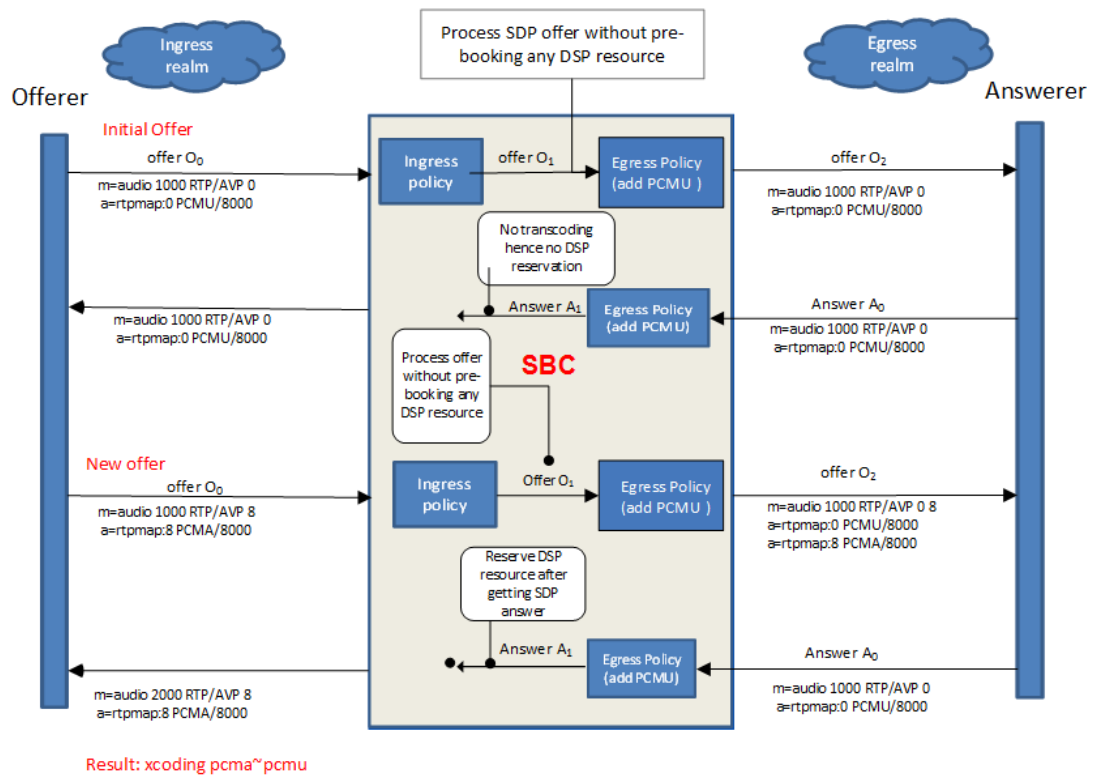 Process SDP offer without pre-
booking any DSP resource
Ingress
realm
Egress
realm
Offerer
Answerer
Initial Offer
offer O₀
m=audio 1000 RTP/AVP 0
a=rtpmap:0 PCMU/8000
Ingress
policy
offer O₁
Egress Policy
(add PCMU )
offer O₂
m=audio 1000 RTP/AVP 0
a=rtpmap:0 PCMU/8000
No transcoding
hence no DSP
reservation
m=audio 1000 RTP/AVP 0
a=rtpmap:0 PCMU/8000
Answer A₁
Egress Policy
(add PCMU)
Answer A₀
m=audio 1000 RTP/AVP 0
a=rtpmap:0 PCMU/8000
Process offer
without pre-
booking any
DSP resource
SBC
New offer
offer O₀
m=audio 1000 RTP/AVP 8
a=rtpmap:8 PCMA/8000
Ingress
policy
Offer O₁
Egress Policy
(add PCMU )
offer O₂
m=audio 1000 RTP/AVP 0 8
a=rtpmap:0 PCMU/8000
a=rtpmap:8 PCMA/8000
Reserve DSP
resource after
getting SDP
answer
Answer A₁
Egress Policy
(add PCMU)
Answer A₀
m=audio 2000 RTP/AVP 8
a=rtpmap:8 PCMA/8000
m=audio 1000 RTP/AVP 0
a=rtpmap:0 PCMU/8000
Result: xcoding pcma~pcmu